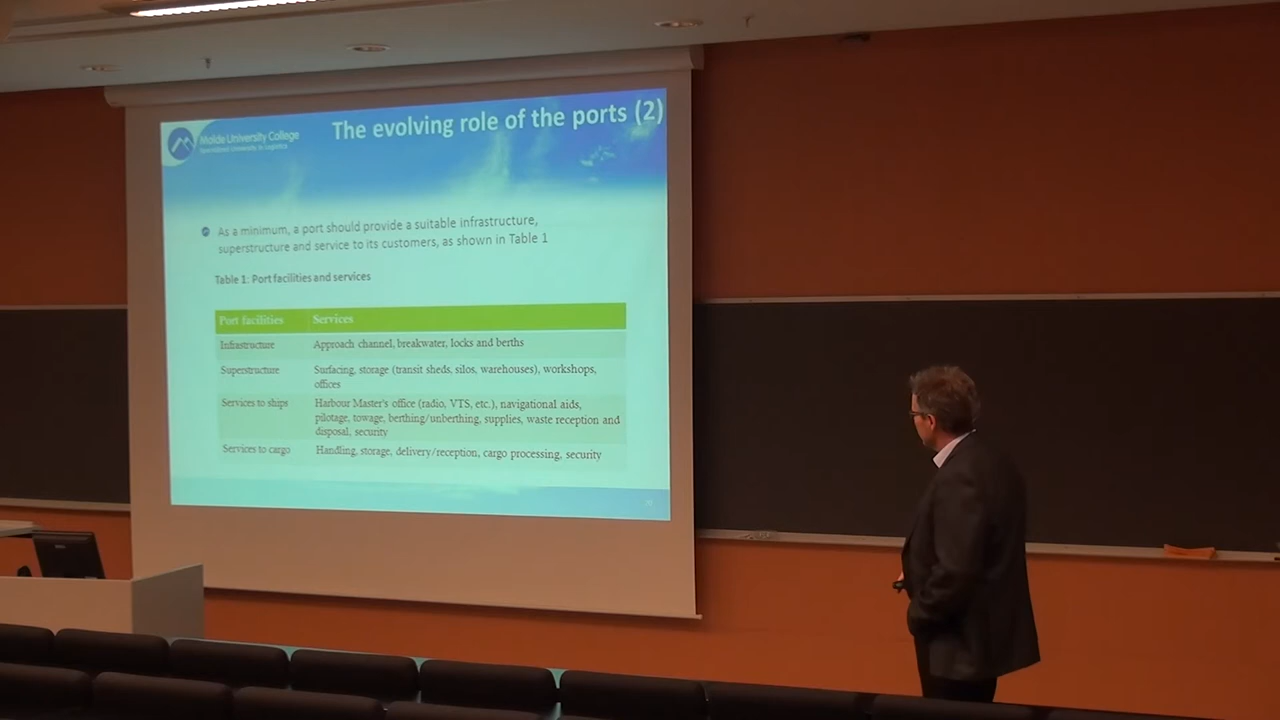 The evolving role of the ports (2)
Molde University College
As a minimum, a port should provide a suitable infrastructure,
superstructure and service to its customers, as shown in Table 1
Table 1: Port facilities and services
Port facilities Services
Infrastructure Approach channel, breakwater, locks and berths
Superstructure Surfacing, storage (transit sheds, silos, warehouses), workshops,
offices
Services to ships Harbour Master's office (radio, VTS, etc.), navigational aids,
pilotage, towage, berthing/unberthing, supplies, waste reception and
disposal, security
Services to cargo Handling, storage, delivery/reception, cargo processing, security